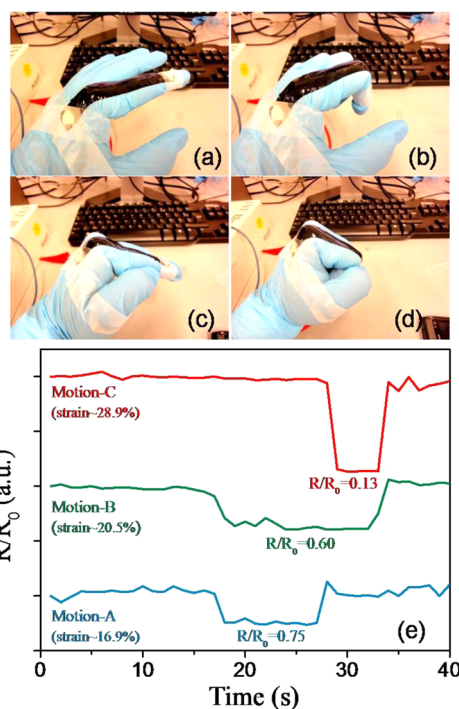 (a)
(b)
(c)
(d)
R/R₀ (a.u.)
Motion-C
(strain~28.9%)
R/R₀=0.13
Motion-B
(strain~20.5%)
R/R₀=0.60
Motion-A
(strain~16.9%)
R/R₀=0.75
(e)
0 10 20 30 40
Time (s)